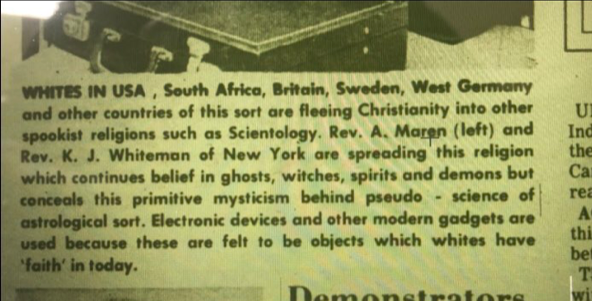 WHITES IN USA , South Africa, Britain, Sweden, West Germany
and other countries of this sort are fleeing Christianity into other
spookist religions such as Scientology. Rev. A. Maren (left) and
Rev. K. J. Whiteman of New York are spreading this religion
which continues belief in ghosts, witches, spirits and demons but
conceals this primitive mysticism behind pseudo - science of
astrological sort. Electronic devices and other modern gadgets are
used because these are felt to be objects which whites have
'faith' in today.
Demonstrators